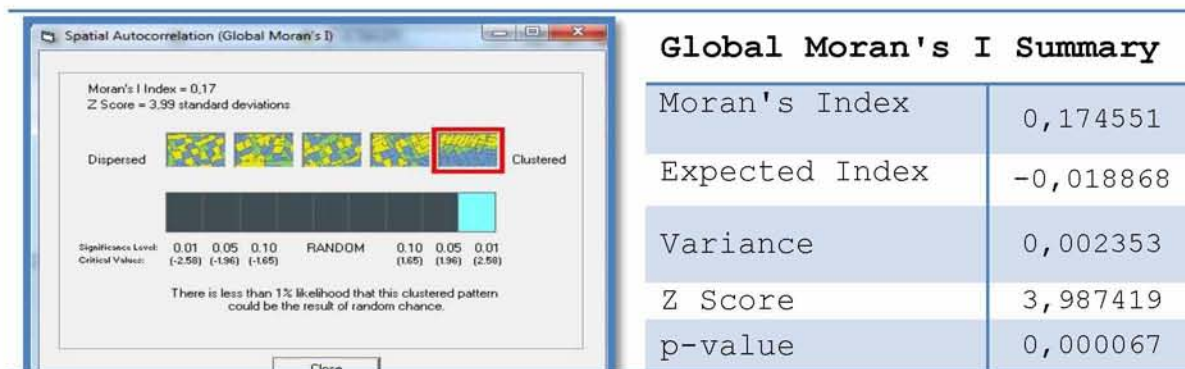 Spatial Autocorrelation (Global Moran's I)
Moran's I Index = 0,17
Z Score = 3,99 standard deviations
Dispersed
Clustered
Significance Level: 0.01 0.05 0.10 RANDOM 0.10 0.05 0.01
Critical Values: (-2.58) (-1.96) (-1.65) (1.65) (1.96) (2.58)
There is less than 1% likelihood that this clustered pattern
could be the result of random chance.
Close
Global Moran's I Summary
Moran's Index 0,174551
Expected Index -0,018868
Variance 0,002353
Z Score 3,987419
p-value 0,000067